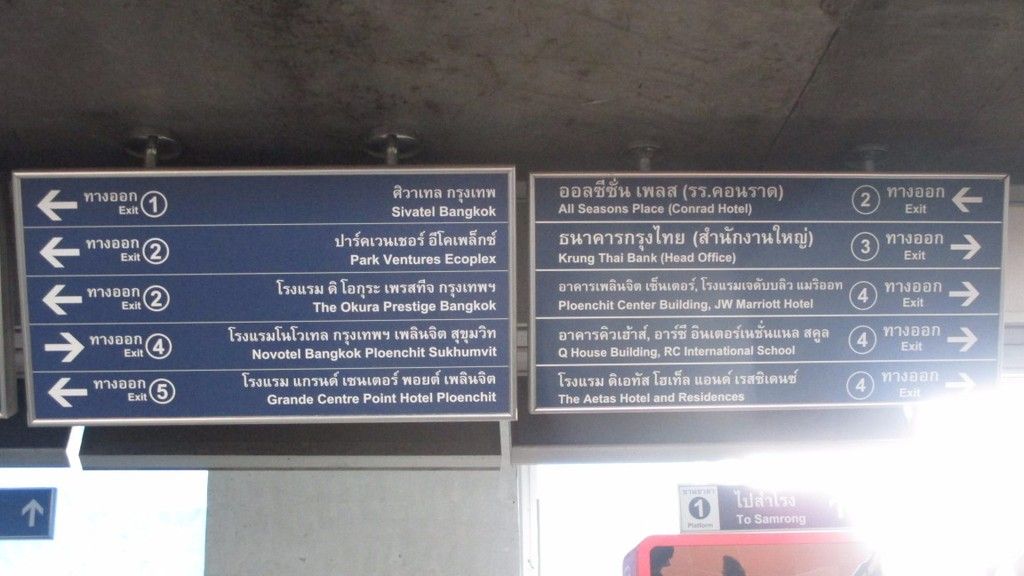 ทางออก ศิวาเทล กรุงเทพ
Exit 1 Sivatel Bangkok
ทางออก ปาร์คเวนเชอร์ อีโคเพล็กซ์
Exit 2 Park Ventures Ecoplex
ทางออก โรงแรม ดิ โอกุระ เพรสทีจ กรุงเทพฯ
Exit 2 The Okura Prestige Bangkok
ทางออก โรงแรมโนโวเทล กรุงเทพฯ เพลินจิต สุขุมวิท
Exit 4 Novotel Bangkok Ploenchit Sukhumvit
ทางออก โรงแรม แกรนด์ เซนเตอร์ พอยต์ เพลินจิต
Exit 5 Grande Centre Point Hotel Ploenchit
ออลซีซั่น เพลส (รร.คอนราด) 2 ทางออก
All Seasons Place (Conrad Hotel) Exit
ธนาคารกรุงไทย (สำนักงานใหญ่) 3 ทางออก
Krung Thai Bank (Head Office) Exit
อาคารเพลินจิต เซ็นเตอร์, โรงแรมเจดับบลิว แมริออท 4 ทางออก
Ploenchit Center Building, JW Marriott Hotel Exit
อาคารคิวเฮ้าส์, อาร์ซี อินเตอร์เนชั่นแนล สคูล 4 ทางออก
Q House Building, RC International School Exit
โรงแรม ดิเอทัส โฮเท็ล แอนด์ เรสซิเดนซ์ 4 ทางออก
The Aetas Hotel and Residences Exit
ชานชาลา ไปสำโรง
1 To Samrong
Platform